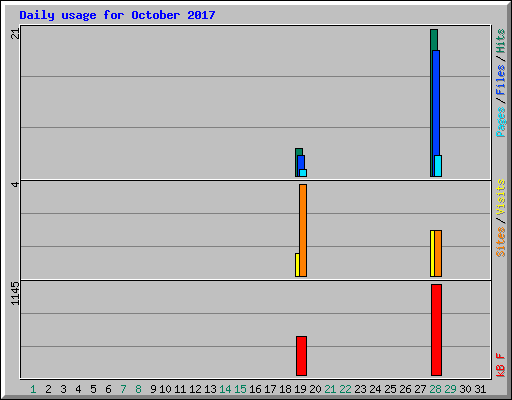 Daily usage for October 2017
21
Pages / Files / Hits
4
Sites / Visits
1145
kB F
1 2 3 4 5 6 7 8 9 10 11 12 13 14 15 16 17 18 19 20 21 22 23 24 25 26 27 28 29 30 31